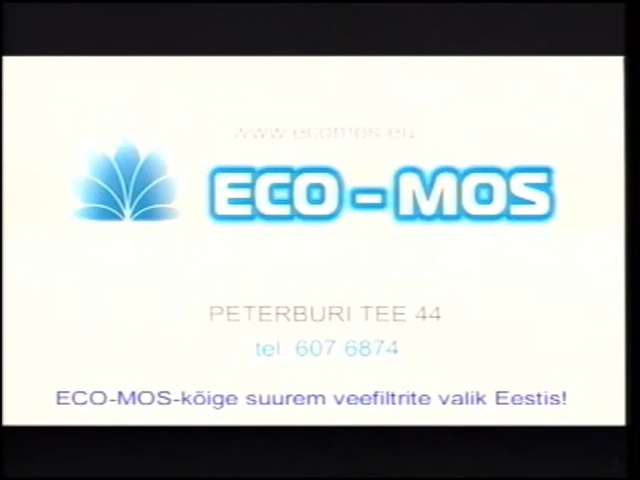 www.ecomos.eu
ECO-MOS
PETERBURI TEE 44
tel 607 6874
ECO-MOS-kõige suurem veefiltrite valik Eestis!